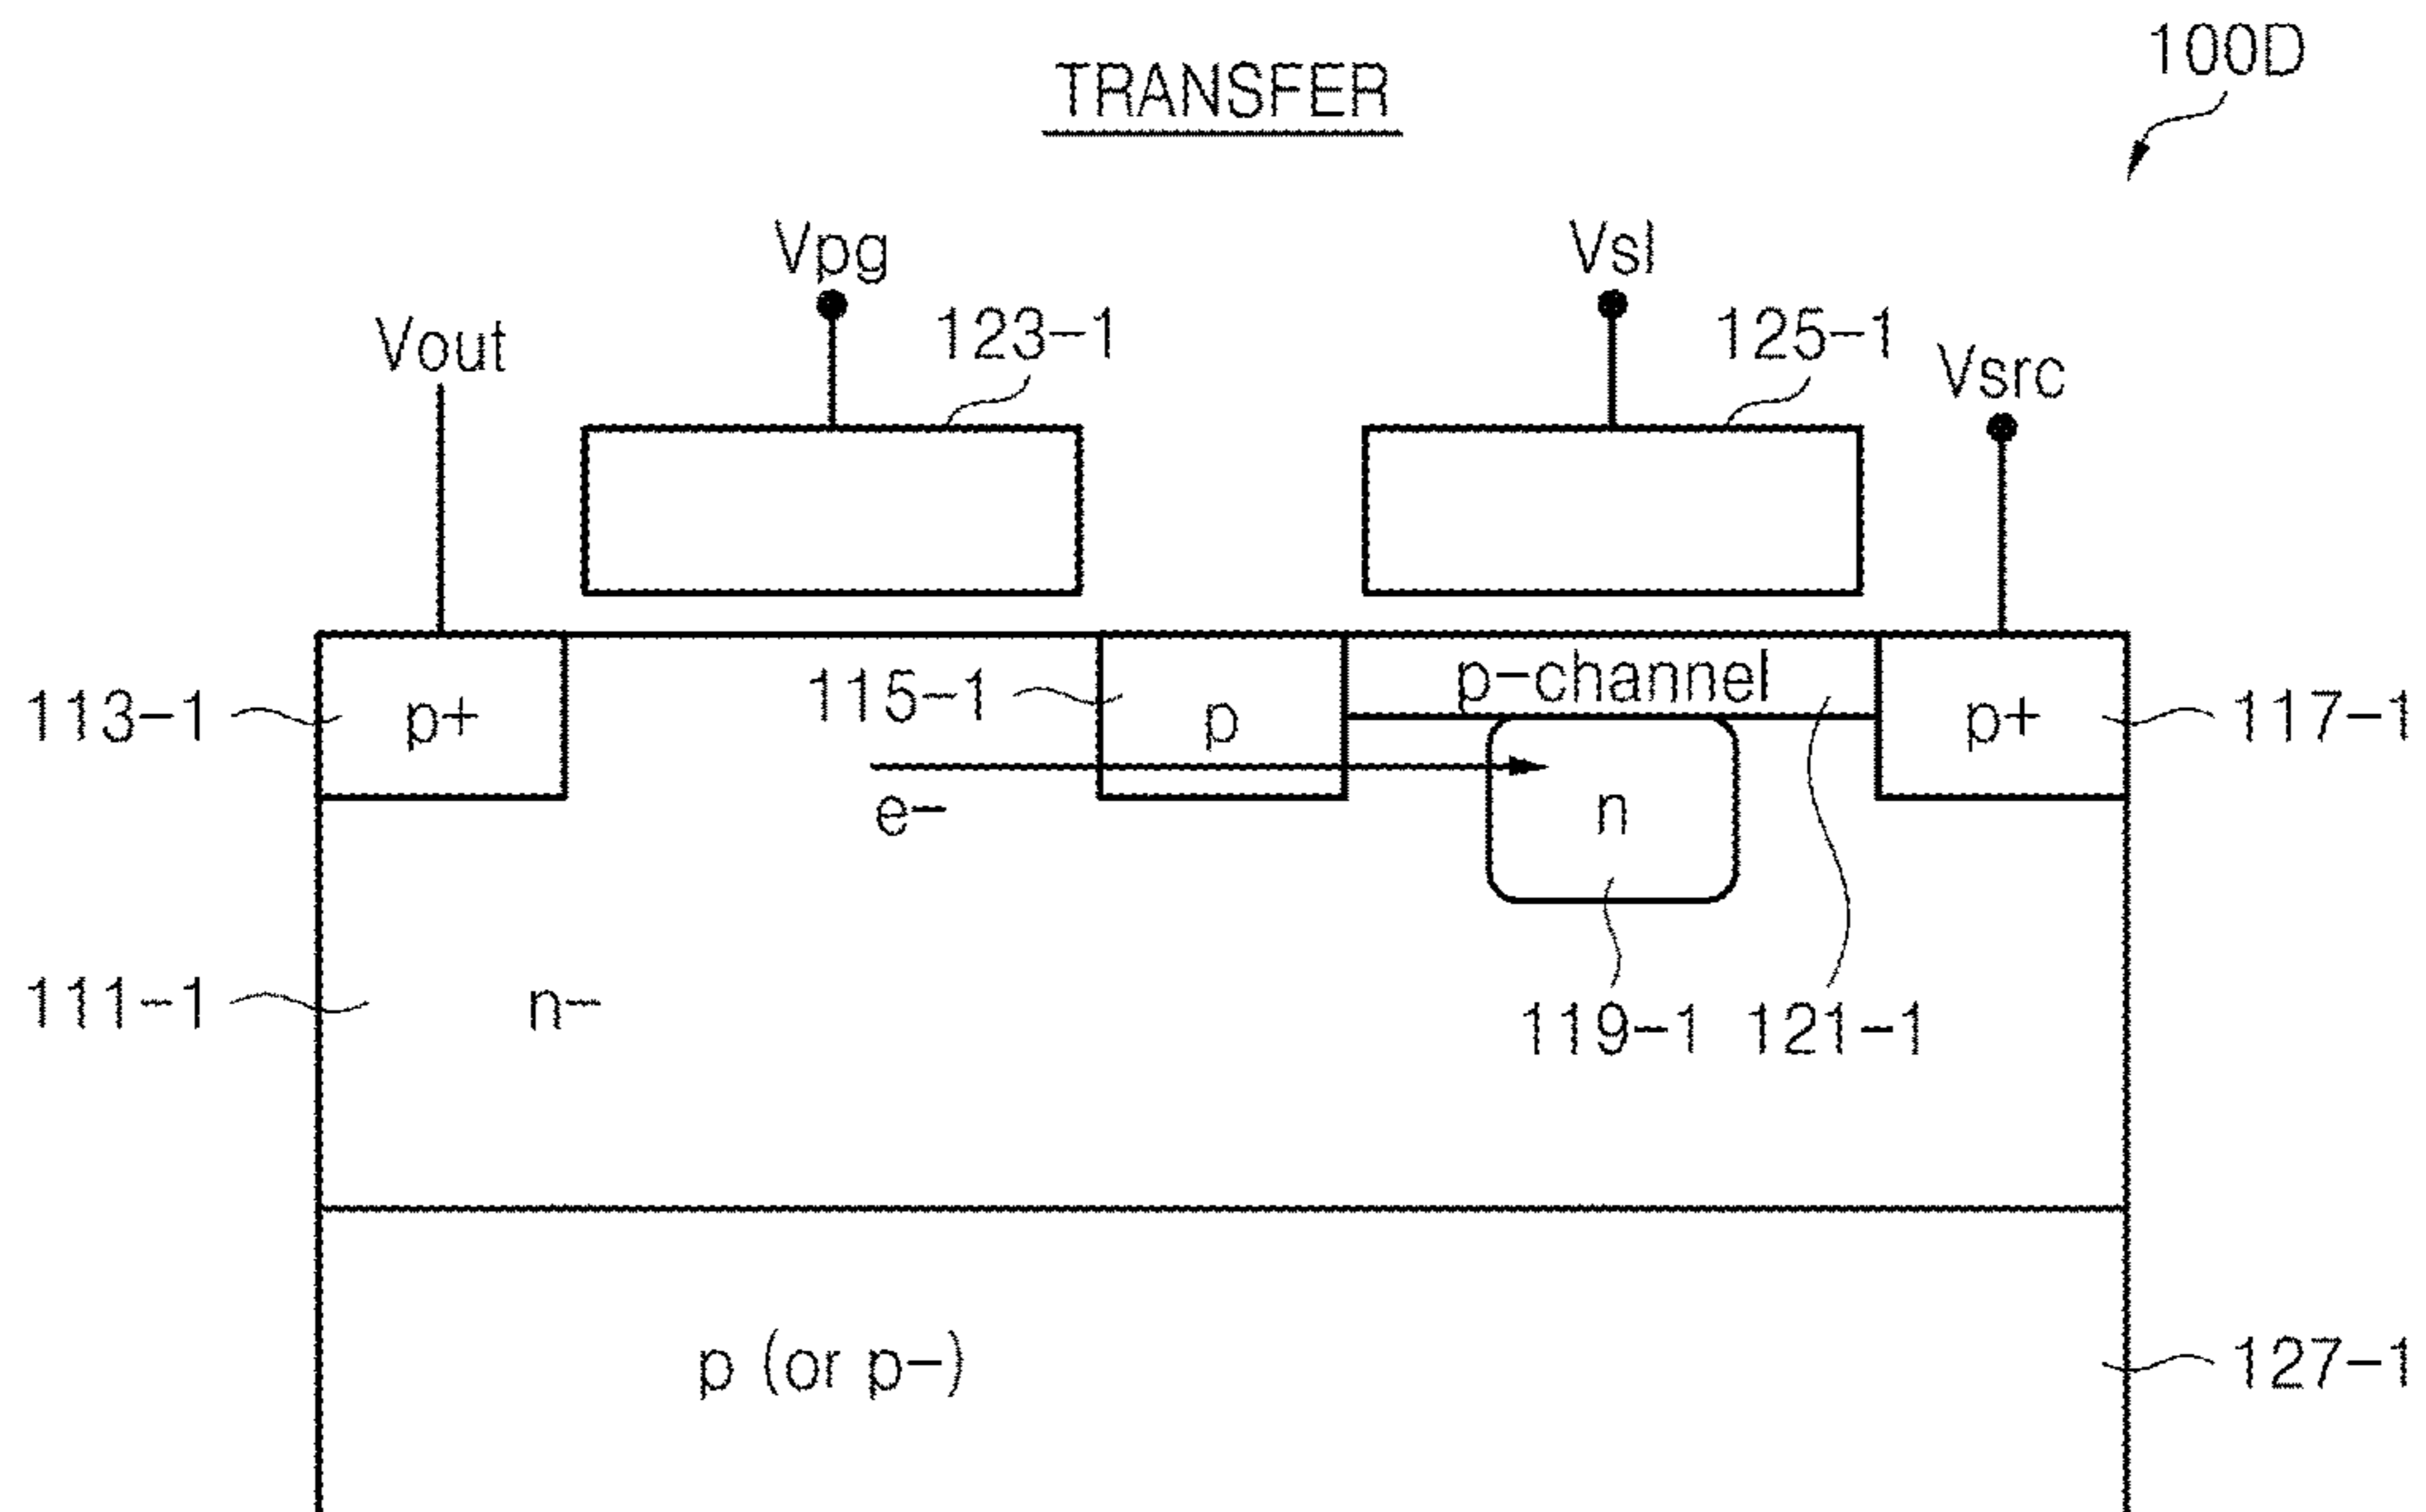 100D
TRANSFER
Vpg
Vsl
Vout
123-1
125-1
Vsrc
113-1
p+
115-1
p
p-channel
p+
117-1
e-
n
111-1
n-
119-1
121-1
p (or p-)
127-1